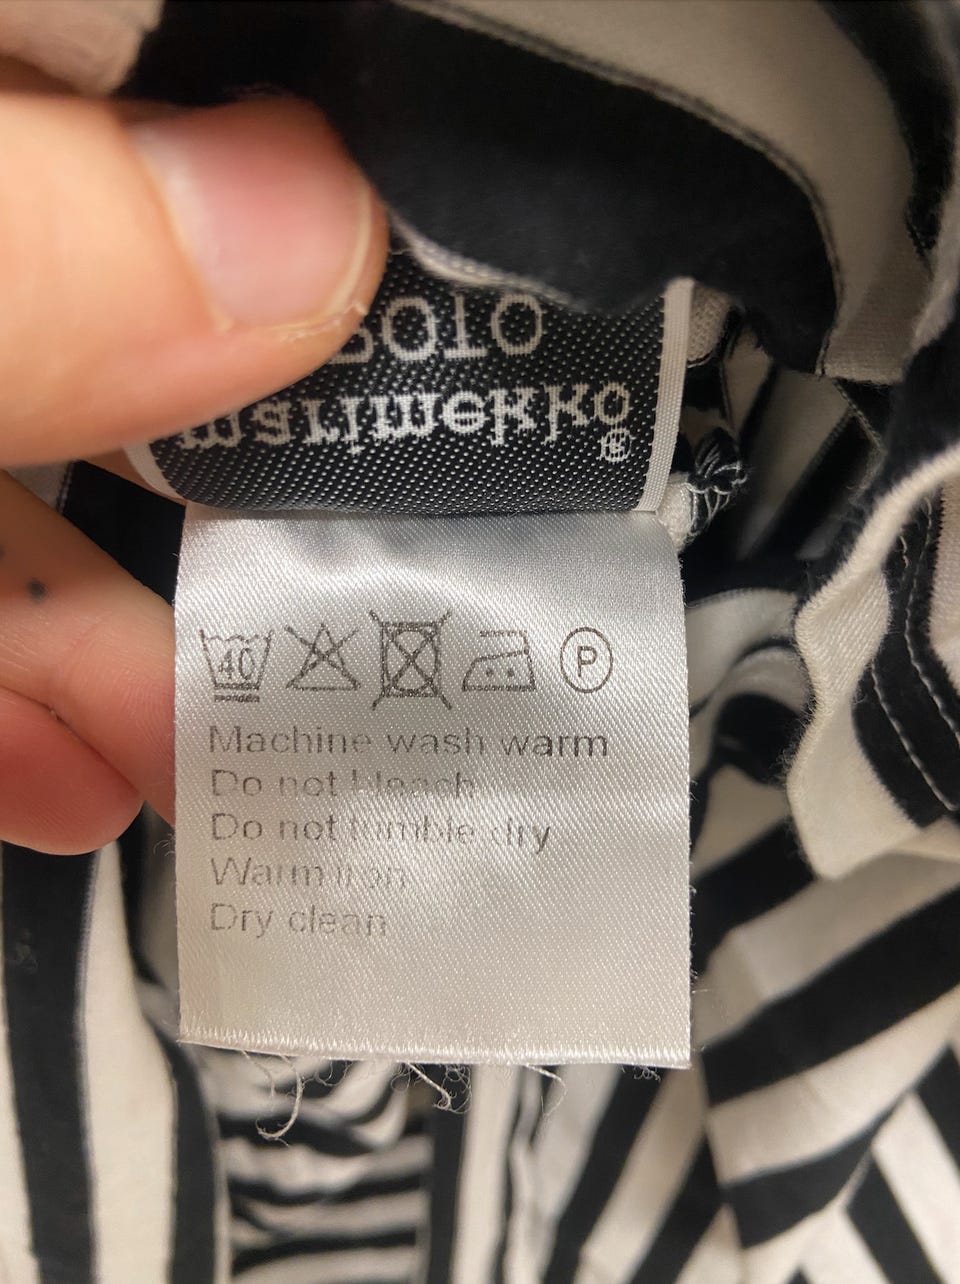 marimekko®
40 P
Machine wash warm
Do not bleach
Do not tumble dry
Warm iron
Dry clean